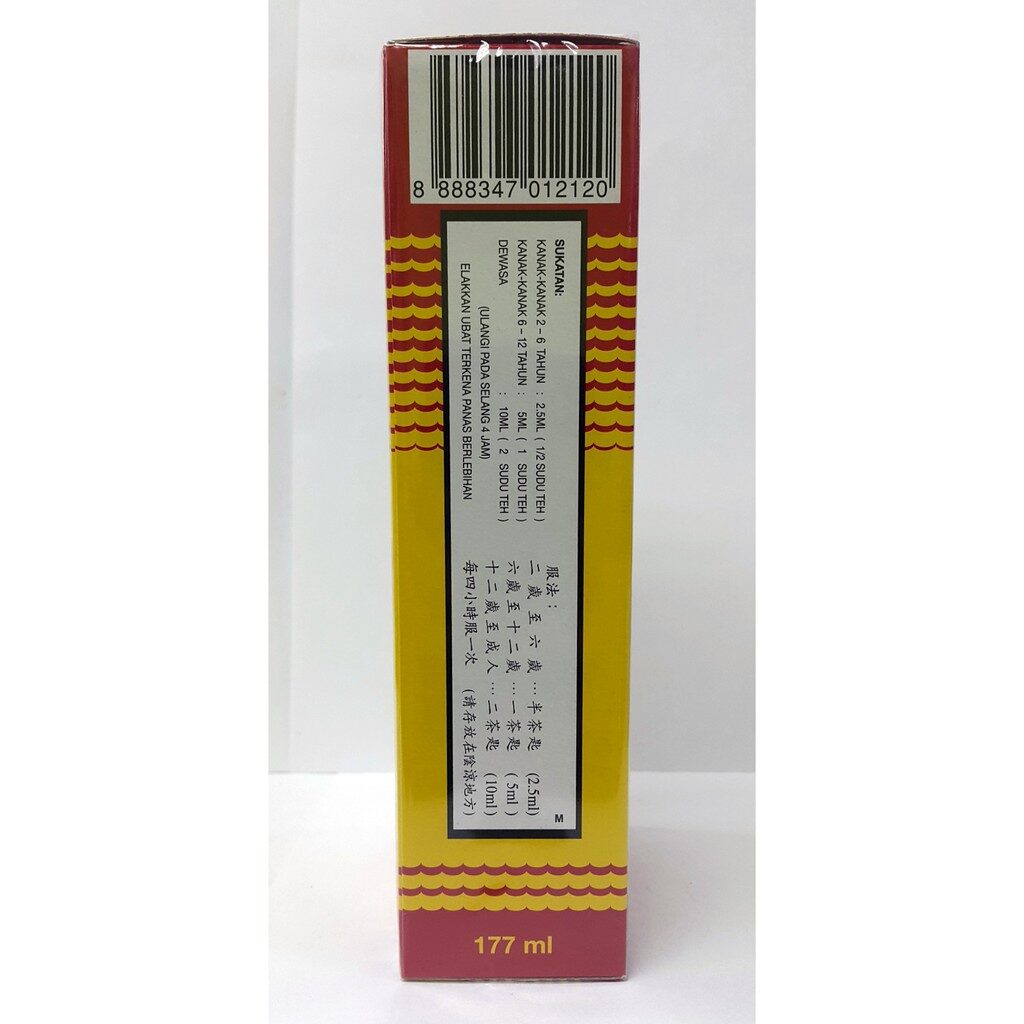 8 888347 012120
SUKATAN:
KANAK-KANAK 2 – 6 TAHUN : 2.5ML ( 1/2 SUDU TEH )
KANAK-KANAK 6 – 12 TAHUN : 5ML ( 1 SUDU TEH )
DEWASA : 10ML ( 2 SUDU TEH )
(ULANGI PADA SELANG 4 JAM)
ELAKKAN UBAT TERKENA PANAS BERLEBIHAN
服法：
二歲至六歲…半茶匙 (2.5ml)
六歲至十二歲…一茶匙 (5ml)
十二歲至成人…二茶匙 (10ml)
每四小時服一次 (請存放在陰涼地方)
M
177 ml